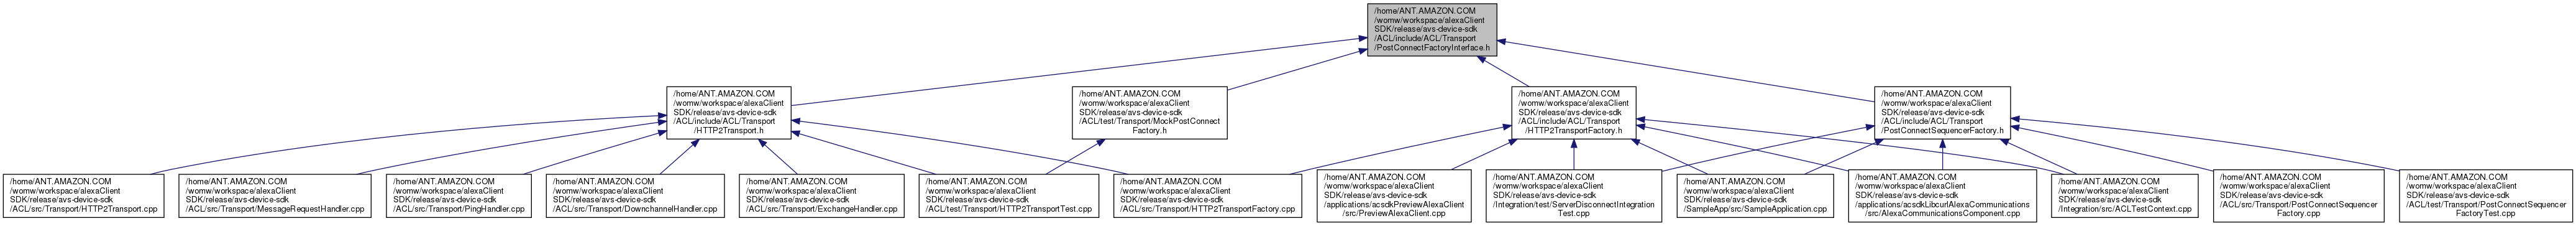 /home/ANT.AMAZON.COM
/womw/workspace/alexaClient
SDK/release/avs-device-sdk
/ACL/include/ACL/Transport
/PostConnectFactoryInterface.h
/home/ANT.AMAZON.COM
/womw/workspace/alexaClient
SDK/release/avs-device-sdk
/ACL/include/ACL/Transport
/HTTP2Transport.h
/home/ANT.AMAZON.COM
/womw/workspace/alexaClient
SDK/release/avs-device-sdk
/ACL/test/Transport/MockPostConnect
Factory.h
/home/ANT.AMAZON.COM
/womw/workspace/alexaClient
SDK/release/avs-device-sdk
/ACL/include/ACL/Transport
/HTTP2TransportFactory.h
/home/ANT.AMAZON.COM
/womw/workspace/alexaClient
SDK/release/avs-device-sdk
/ACL/include/ACL/Transport
/PostConnectSequencerFactory.h
/home/ANT.AMAZON.COM
/womw/workspace/alexaClient
SDK/release/avs-device-sdk
/ACL/src/Transport/HTTP2Transport.cpp
/home/ANT.AMAZON.COM
/womw/workspace/alexaClient
SDK/release/avs-device-sdk
/ACL/src/Transport/MessageRequestHandler.cpp
/home/ANT.AMAZON.COM
/womw/workspace/alexaClient
SDK/release/avs-device-sdk
/ACL/src/Transport/PingHandler.cpp
/home/ANT.AMAZON.COM
/womw/workspace/alexaClient
SDK/release/avs-device-sdk
/ACL/src/Transport/DownchannelHandler.cpp
/home/ANT.AMAZON.COM
/womw/workspace/alexaClient
SDK/release/avs-device-sdk
/ACL/src/Transport/ExchangeHandler.cpp
/home/ANT.AMAZON.COM
/womw/workspace/alexaClient
SDK/release/avs-device-sdk
/ACL/test/Transport/HTTP2TransportTest.cpp
/home/ANT.AMAZON.COM
/womw/workspace/alexaClient
SDK/release/avs-device-sdk
/ACL/src/Transport/HTTP2TransportFactory.cpp
/home/ANT.AMAZON.COM
/womw/workspace/alexaClient
SDK/release/avs-device-sdk
/applications/acsdkPreviewAlexaClient
/src/PreviewAlexaClient.cpp
/home/ANT.AMAZON.COM
/womw/workspace/alexaClient
SDK/release/avs-device-sdk
/Integration/test/ServerDisconnectIntegration
Test.cpp
/home/ANT.AMAZON.COM
/womw/workspace/alexaClient
SDK/release/avs-device-sdk
/SampleApp/src/SampleApplication.cpp
/home/ANT.AMAZON.COM
/womw/workspace/alexaClient
SDK/release/avs-device-sdk
/applications/acsdkLibcurlAlexaCommunications
/src/AlexaCommunicationsComponent.cpp
/home/ANT.AMAZON.COM
/womw/workspace/alexaClient
SDK/release/avs-device-sdk
/Integration/src/ACLTestContext.cpp
/home/ANT.AMAZON.COM
/womw/workspace/alexaClient
SDK/release/avs-device-sdk
/ACL/src/Transport/PostConnectSequencer
Factory.cpp
/home/ANT.AMAZON.COM
/womw/workspace/alexaClient
SDK/release/avs-device-sdk
/ACL/test/Transport/PostConnectSequencer
FactoryTest.cpp